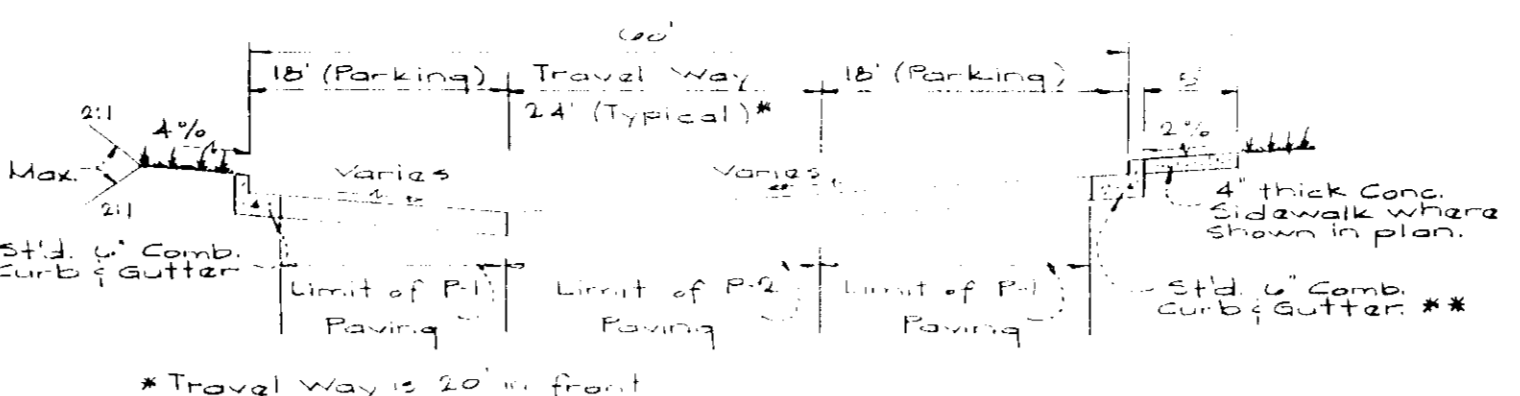 60'
18' (Parking)
Travel Way
18' (Parking)
5'
24' (Typical)*
2:1
4%
2%
Max.
Varies
Varies
2:1
4" thick Conc.
Sidewalk where
shown in plan.
St'd. 6" Comb.
Curb & Gutter
Limit of P-1
Paving
Limit of P-2
Paving
Limit of P-1
Paving
St'd. 6" Comb.
Curb & Gutter. **
* Travel Way is 20' in front